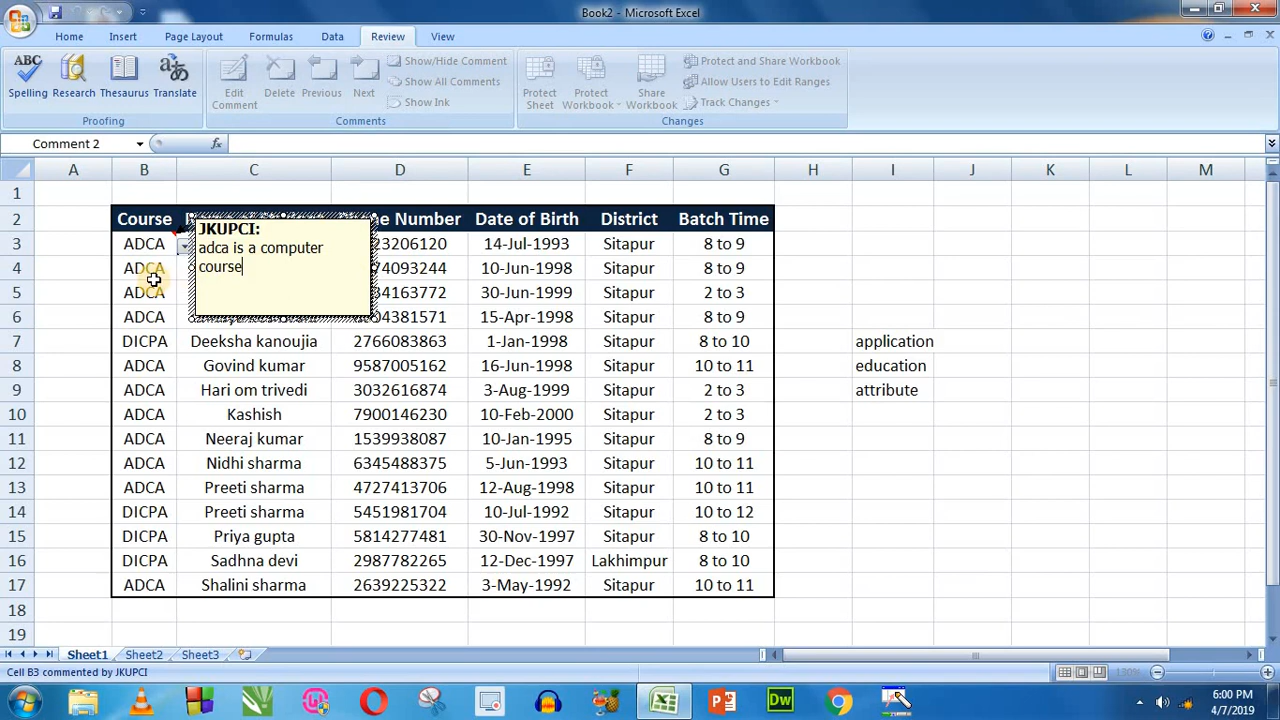 Book2 - Microsoft Excel
Home Insert Page Layout Formulas Data Review View
ABC Show/Hide Comment Protect and Share Workbook
Show All Comments Allow Users to Edit Ranges
Spelling Research Thesaurus Translate Edit Comment Delete Previous Next Show Ink Protect Sheet Protect Workbook Share Workbook Track Changes
Proofing Comments Changes
Comment 2 fx
A B C D E F G H I J K L M
1
2 Course Number Date of Birth District Batch Time
JKUPCI:
adca is a computer
course
3 ADCA 23206120 14-Jul-1993 Sitapur 8 to 9
4 ADCA 74093244 10-Jun-1998 Sitapur 8 to 9
5 ADCA 34163772 30-Jun-1999 Sitapur 2 to 3
6 ADCA 04381571 15-Apr-1998 Sitapur 8 to 9
7 DICPA Deeksha kanoujia 2766083863 1-Jan-1998 Sitapur 8 to 10 application
8 ADCA Govind kumar 9587005162 16-Jun-1998 Sitapur 10 to 11 education
9 ADCA Hari om trivedi 3032616874 3-Aug-1999 Sitapur 2 to 3 attribute
10 ADCA Kashish 7900146230 10-Feb-2000 Sitapur 2 to 3
11 ADCA Neeraj kumar 1539938087 10-Jan-1995 Sitapur 8 to 9
12 ADCA Nidhi sharma 6345488375 5-Jun-1993 Sitapur 10 to 11
13 ADCA Preeti sharma 4727413706 12-Aug-1998 Sitapur 10 to 11
14 DICPA Preeti sharma 5451981704 10-Jul-1992 Sitapur 10 to 12
15 DICPA Priya gupta 5814277481 30-Nov-1997 Sitapur 8 to 10
16 DICPA Sadhna devi 2987782265 12-Dec-1997 Lakhimpur 8 to 10
17 ADCA Shalini sharma 2639225322 3-May-1992 Sitapur 10 to 11
18
19
Sheet1 Sheet2 Sheet3
Cell B3 commented by JKUPCI
Dw 6:00 PM
4/7/2019